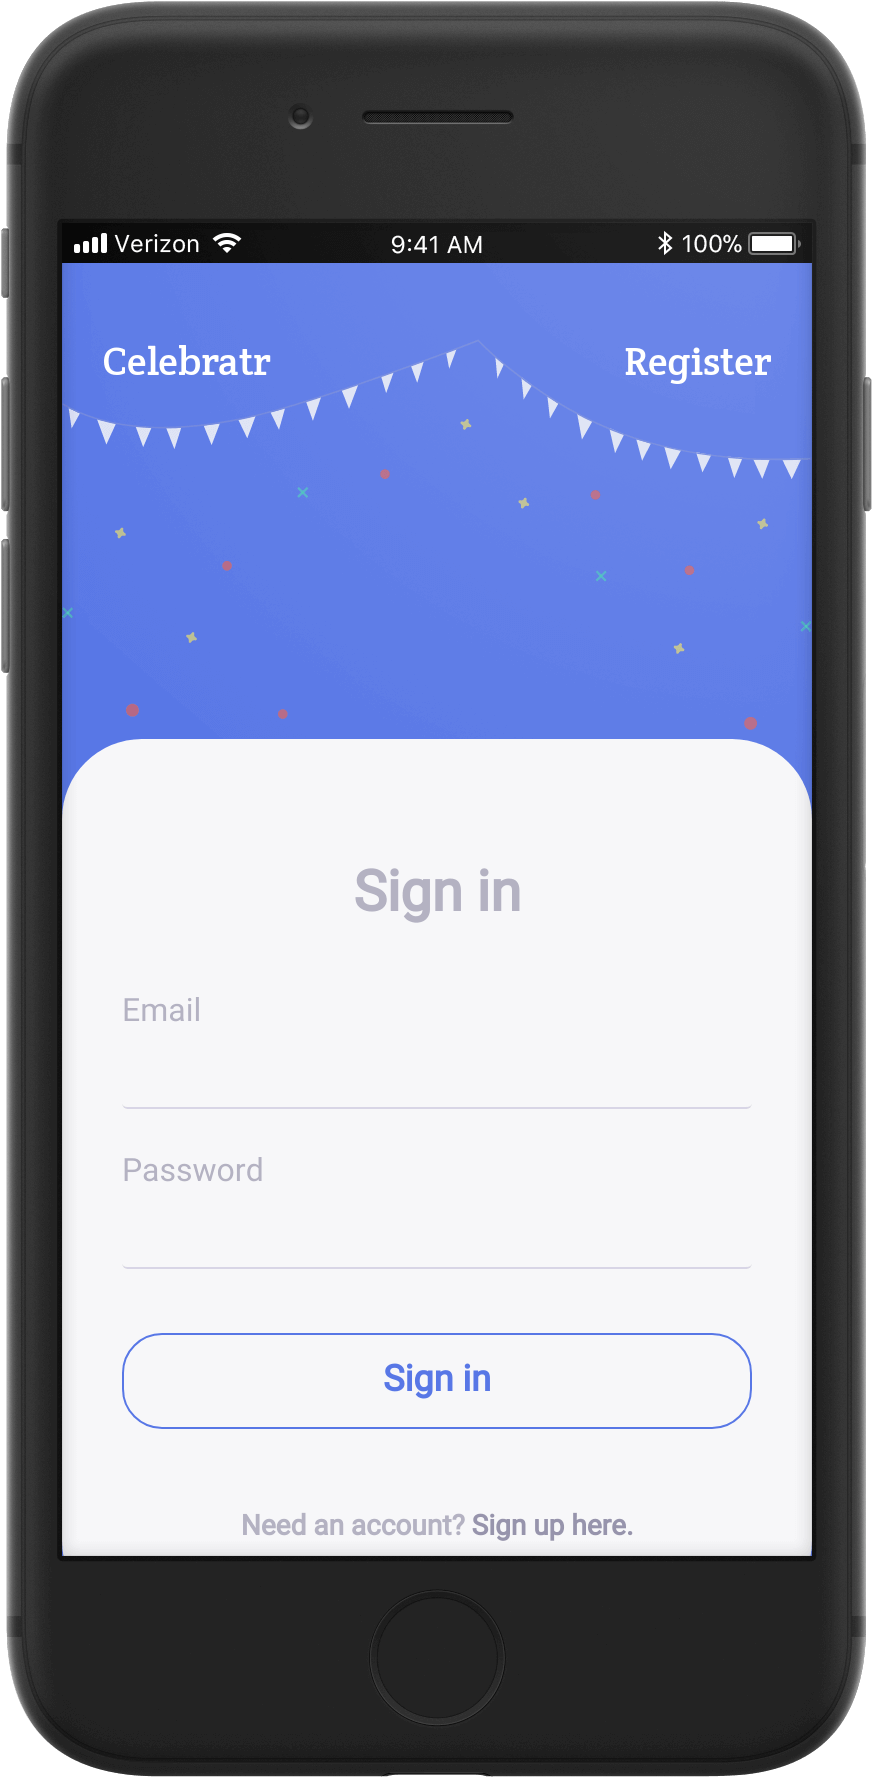 Verizon 9:41 AM 100%
Celebratr Register
Sign in
Email
Password
Sign in
Need an account? Sign up here.